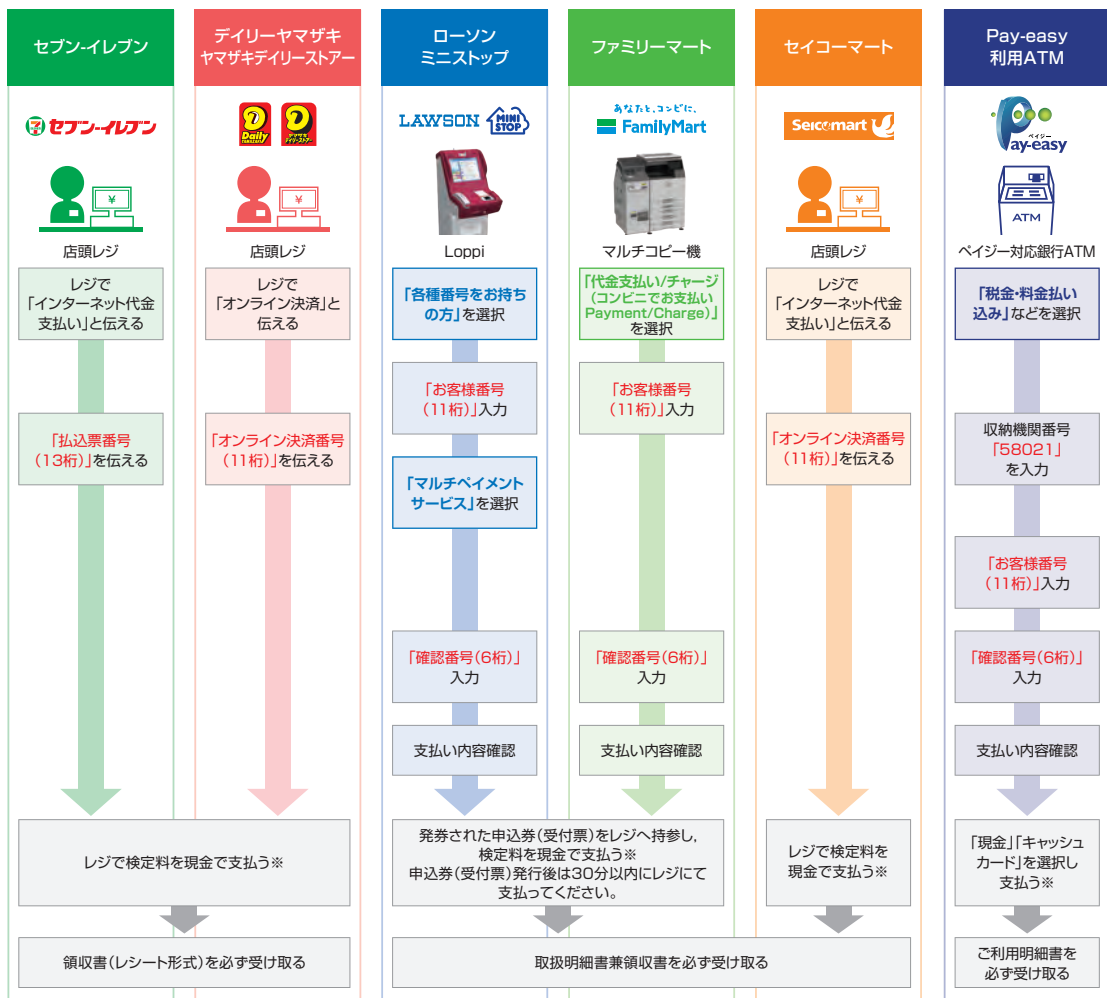 セブン-イレブン
セブン-イレブン
¥
店頭レジ
レジで
「インターネット代金
支払い」と伝える
「払込票番号
(13桁)」を伝える
デイリーヤマザキ
ヤマザキデイリーストアー
Daily
¥
店頭レジ
レジで
「オンライン決済」と
伝える
「オンライン決済番号
(11桁)」を伝える
レジで検定料を現金で支払う※
領収書(レシート形式)を必ず受け取る
ローソン
ミニストップ
LAWSON
MINI
STOP
Loppi
「各種番号をお持ち
の方」を選択
「お客様番号
(11桁)」入力
「マルチペイメント
サービス」を選択
「確認番号(6桁)」
入力
支払い内容確認
ファミリーマート
あなたと、コンビに、
FamilyMart
マルチコピー機
「代金支払い/チャージ
(コンビニでお支払い
Payment/Charge)」
を選択
「お客様番号
(11桁)」入力
「確認番号(6桁)」
入力
支払い内容確認
発券された申込券(受付票)をレジへ持参し,
検定料を現金で支払う※
申込券(受付票)発行後は30分以内にレジにて
支払ってください。
セイコーマート
Seicomart
¥
店頭レジ
レジで
「インターネット代金
支払い」と伝える
「オンライン決済番号
(11桁)」を伝える
レジで検定料を
現金で支払う※
取扱明細書兼領収書を必ず受け取る
Pay-easy
利用ATM
ペイジー
Pay-easy
ATM
ペイジー対応銀行ATM
「税金・料金払い
込み」などを選択
収納機関番号
「58021」
を入力
「お客様番号
(11桁)」入力
「確認番号(6桁)」
入力
支払い内容確認
「現金」「キャッシュ
カード」を選択し
支払う※
ご利用明細書を
必ず受け取る